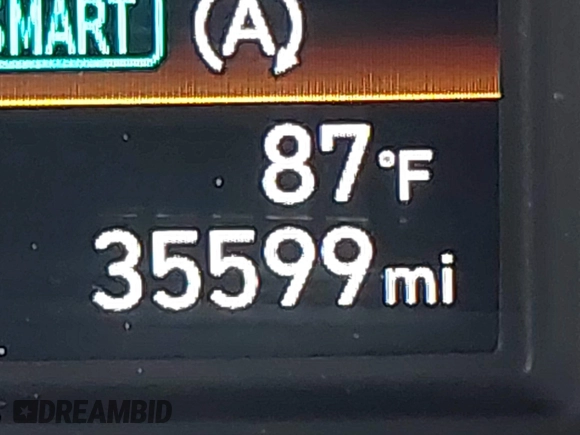 SMART A
87°F
35599 mi
DREAMBID